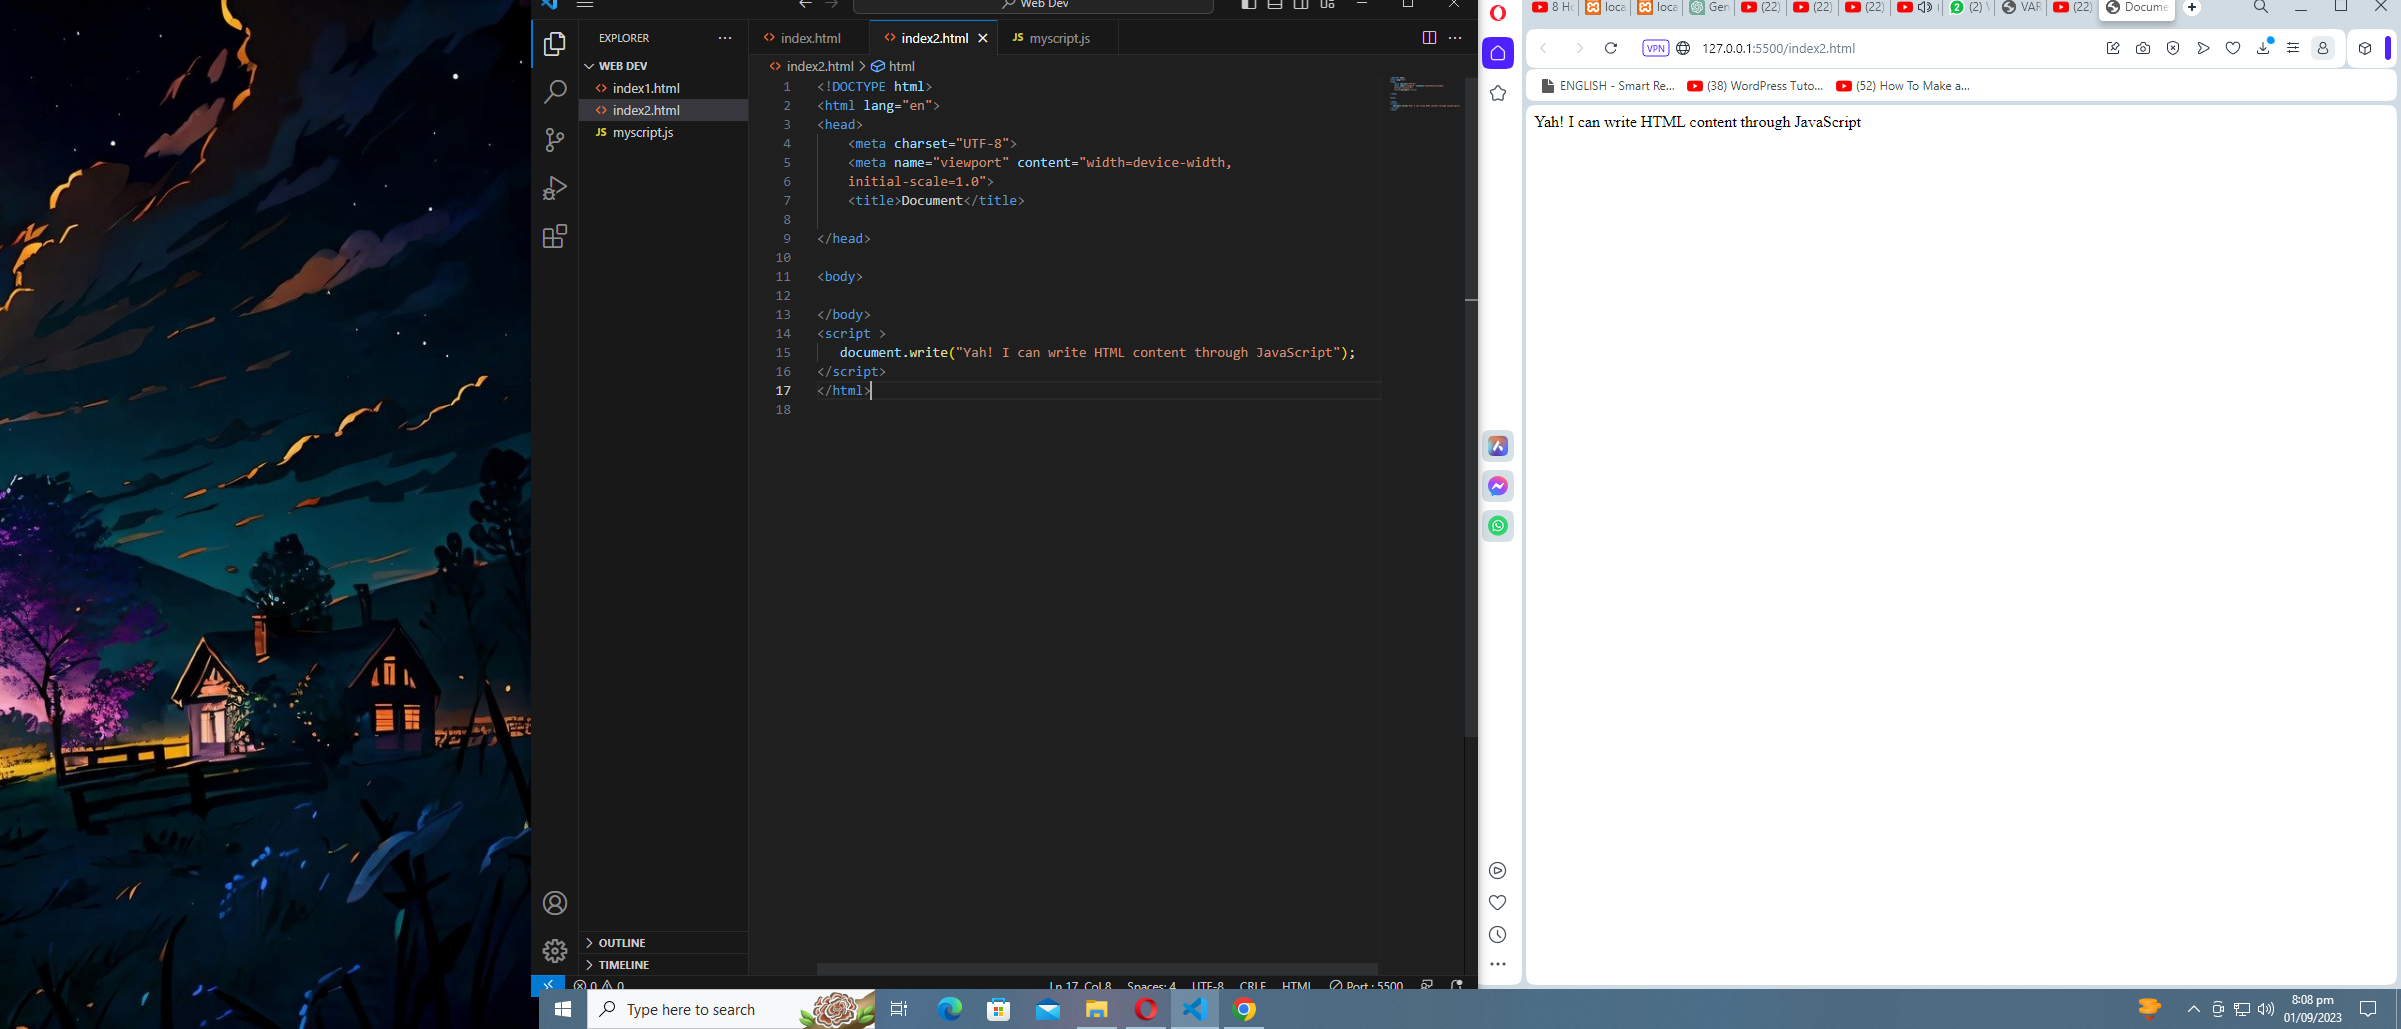 Web Dev
EXPLORER
WEB DEV
index1.html
index2.html
JS myscript.js
OUTLINE
TIMELINE
index.html
index2.html
JS myscript.js
index2.html > html
1 <!DOCTYPE html>
2 <html lang="en">
3 <head>
4 <meta charset="UTF-8">
5 <meta name="viewport" content="width=device-width,
6 initial-scale=1.0">
7 <title>Document</title>
8
9 </head>
10
11 <body>
12
13 </body>
14 <script >
15 document.write("Yah! I can write HTML content through JavaScript");
16 </script>
17 </html>
18
0 0
Ln 17, Col 8 Spaces: 4 UTF-8 CRLF HTML Port : 5500
8 Ho loca loca Gen (22) (22) (22) (2) VAR (22) Docume
VPN 127.0.0.1:5500/index2.html
ENGLISH - Smart Re... (38) WordPress Tuto... (52) How To Make a...
Yah! I can write HTML content through JavaScript
Type here to search
8:08 pm
01/09/2023